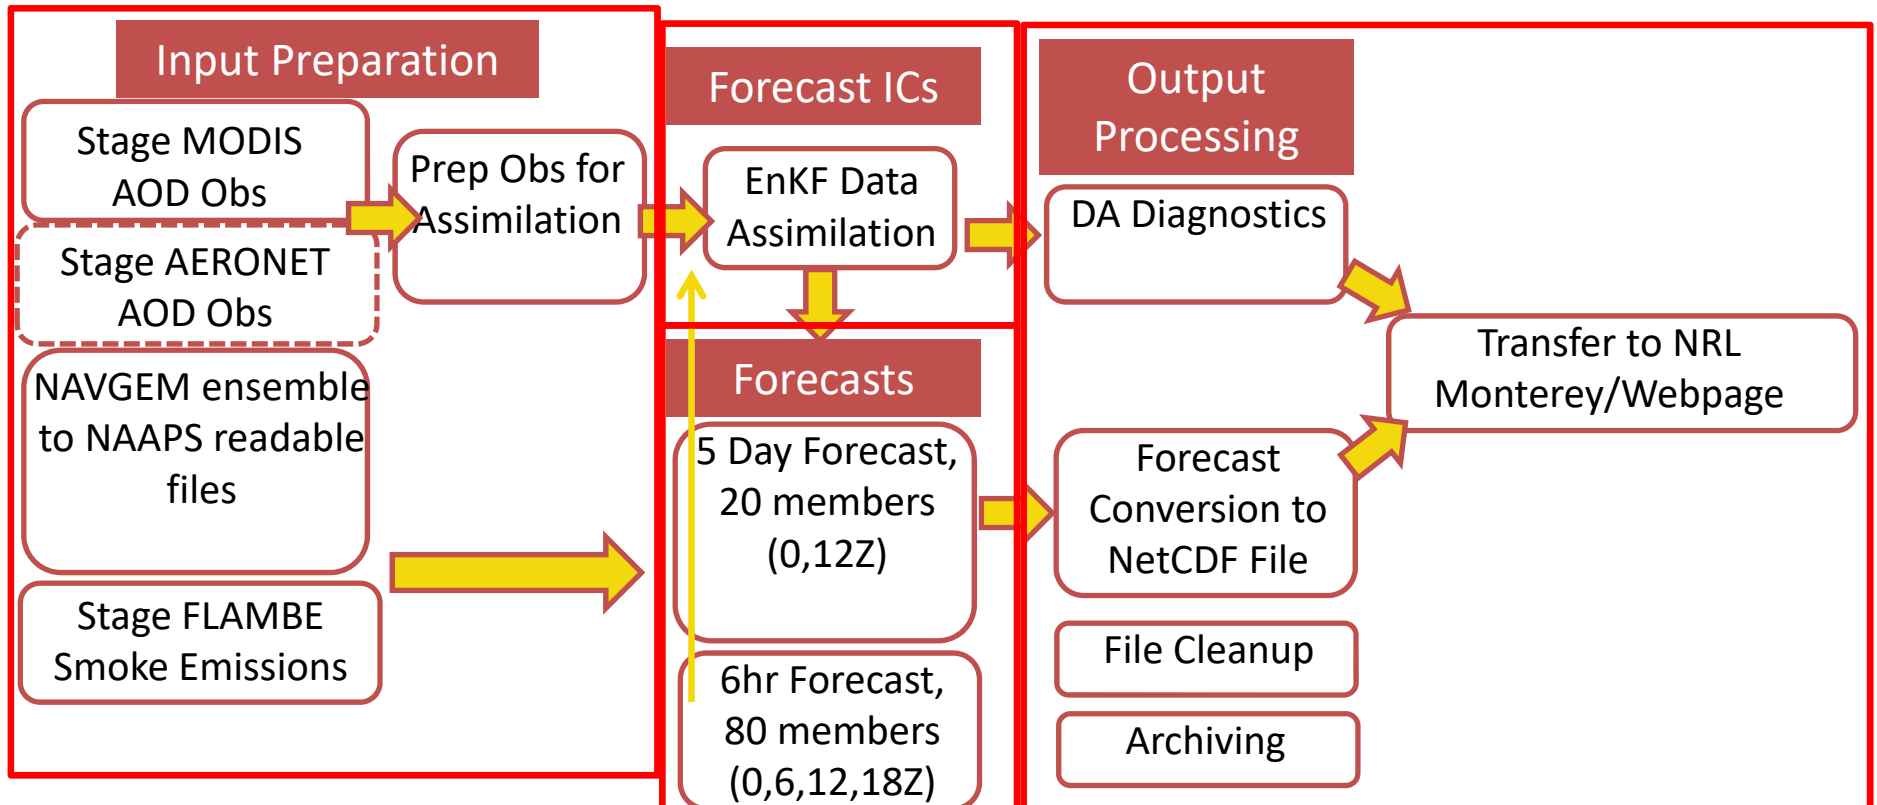 Input Preparation
Stage MODIS
AOD Obs
Stage AERONET
AOD Obs
NAVGEM ensemble
to NAAPS readable
files
Stage FLAMBE
Smoke Emissions
Prep Obs for
Assimilation
Forecast ICs
EnKF Data
Assimilation
Forecasts
5 Day Forecast,
20 members
(0,12Z)
6hr Forecast,
80 members
(0,6,12,18Z)
Output
Processing
DA Diagnostics
Forecast
Conversion to
NetCDF File
File Cleanup
Archiving
Transfer to NRL
Monterey/Webpage